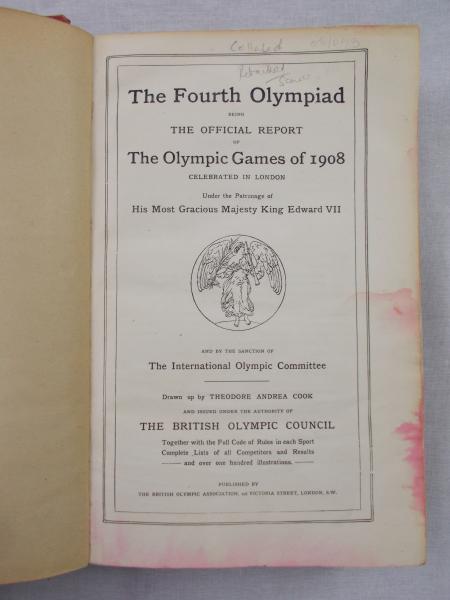 Collated
The Fourth Olympiad
BEING
THE OFFICIAL REPORT
OF
The Olympic Games of 1908
CELEBRATED IN LONDON
Under the Patronage of
His Most Gracious Majesty King Edward VII
AND BY THE SANCTION OF
The International Olympic Committee
Drawn up by THEODORE ANDREA COOK
AND ISSUED UNDER THE AUTHORITY OF
THE BRITISH OLYMPIC COUNCIL
Together with the Full Code of Rules in each Sport
Complete Lists of all Competitors and Results
and over one hundred illustrations.
PUBLISHED BY
THE BRITISH OLYMPIC ASSOCIATION, VICTORIA STREET, LONDON, S.W.